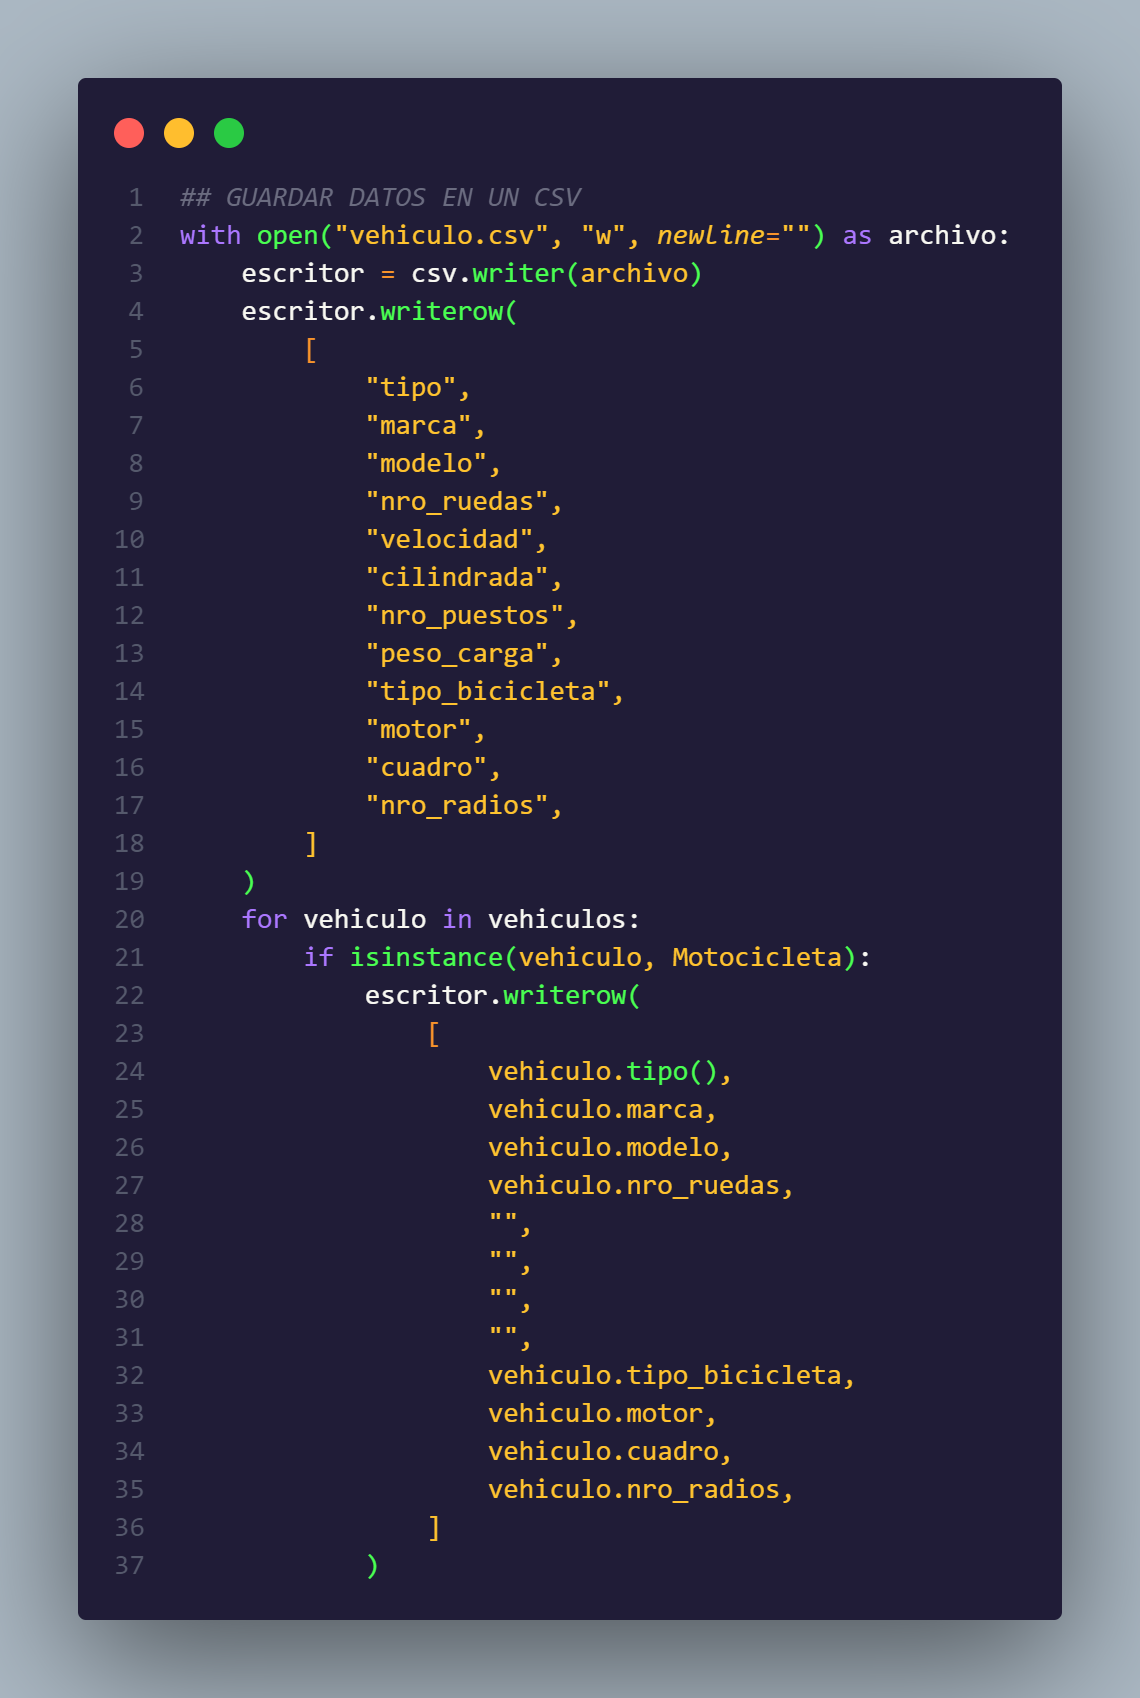 1 ## GUARDAR DATOS EN UN CSV
2 with open("vehiculo.csv", "w", newline="") as archivo:
3     escritor = csv.writer(archivo)
4     escritor.writerow(
5         [
6             "tipo",
7             "marca",
8             "modelo",
9             "nro_ruedas",
10             "velocidad",
11             "cilindrada",
12             "nro_puestos",
13             "peso_carga",
14             "tipo_bicicleta",
15             "motor",
16             "cuadro",
17             "nro_radios",
18         ]
19     )
20     for vehiculo in vehiculos:
21         if isinstance(vehiculo, Motocicleta):
22             escritor.writerow(
23                 [
24                     vehiculo.tipo(),
25                     vehiculo.marca,
26                     vehiculo.modelo,
27                     vehiculo.nro_ruedas,
28                     "",
29                     "",
30                     "",
31                     "",
32                     vehiculo.tipo_bicicleta,
33                     vehiculo.motor,
34                     vehiculo.cuadro,
35                     vehiculo.nro_radios,
36                 ]
37             )